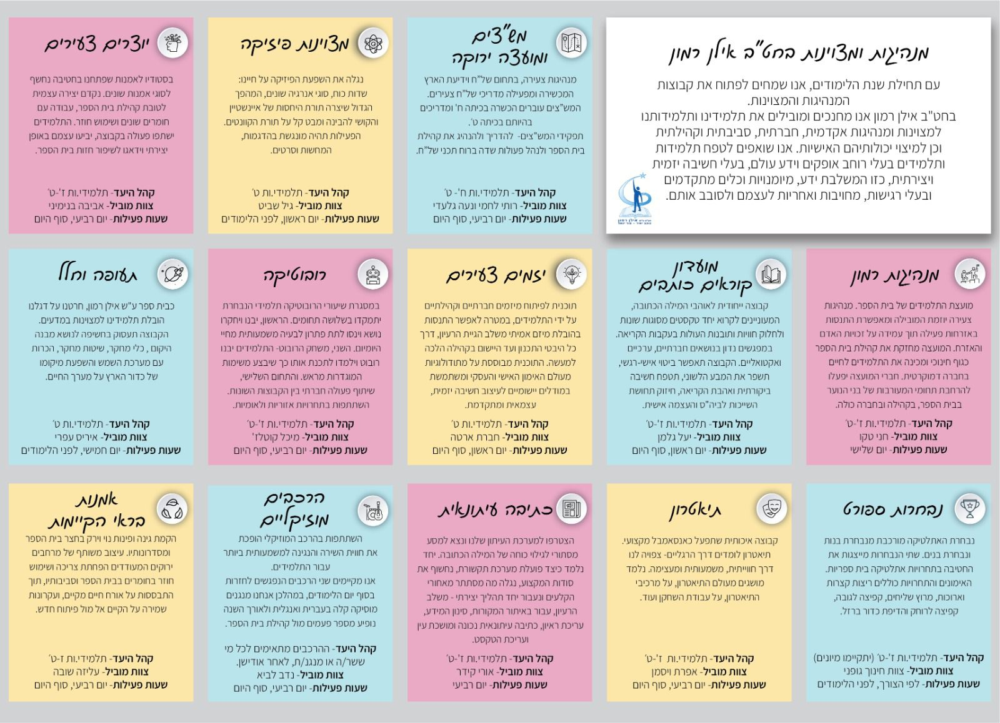 מנהיגות ומצוינות בחט"ב אילן רמון
עם תחילת שנת הלימודים, אנו שמחים לפתוח את קבוצות
המנהיגות והמצוינות.
בחט"ב אילן רמון אנו מחנכים ומובילים את תלמידינו ותלמידותנו
למצוינות ומנהיגות אקדמית, חברתית, סביבתית וקהילתית
וכן למיצוי יכולותיהם האישיות. אנו שואפים לטפח תלמידות
ותלמידים בעלי רוחב אופקים וידע עולם, בעלי חשיבה יזמית
ויצירתית, כזו המשלבת ידע, מיומנויות וכלים מתקדמים
ובעלי רגישות, מחויבות ואחריות לעצמם ולסובב אותם.
אילן רמון
מש"צים
ומועצה ירוקה
מנהיגות צעירה, בתחום של"ח וידיעת הארץ
המכשירה ומפעילה מדריכי של"ח צעירים.
המש"צים עוברים הכשרה בכיתה ח' ומדריכים
בהיותם בכיתה ט'.
תפקידי המש"צים- להדריך ולהנהיג את קהילת
בית הספר ולנהל פעולות שדה ברוח תכני של"ח.
קהל היעד- תלמידי.ות ח'- ט'
צוות מוביל- רותי לחמי ונעה גלעדי
שעות פעילות- יום רביעי, סוף היום
מצוינות פיזיקה
נגלה את השפעת הפיזיקה על חיינו:
שדות כוח, סוגי אנרגיה שונים, המהפך
הגדול שיצרה תורת היחסות של איינשטיין
והקושי להבינה ומבט קל על תורת הקוונטים.
הפעילות תהיה מונגשת בהדגמות,
המחשות וסרטים.
קהל היעד- תלמידי.ות ט'
צוות מוביל- גיל שביט
שעות פעילות- יום ראשון, לפני הלימודים
יוצרים צעירים
בסטודיו לאמנות שפתחנו בחטיבה נחשף
לסוגי אמנות שונים. נקדם יצירה עצמית
לטובת קהילת בית הספר, עבודה עם
חומרים שונים ושימוש חוזר. התלמידים
ישתפו פעולה בקבוצה, יביעו עצמם באופן
יצירתי וידאגו לשיפור חזות בית הספר.
קהל היעד- תלמידי.ות ז'-ט'
צוות מוביל- אביבה בנימיני
שעות פעילות- יום רביעי, סוף היום
מנהיגות רמון
מועצת התלמידים של בית הספר. מנהיגות
צעירה יוזמת המובילה ומאפשרת התנסות
באזרחות פעילה תוך עמידה על זכויות האדם
והאזרח. המועצה מחזקת את קהילת בית הספר
כגוף חינוכי ומכינה את התלמידים לחיים
בחברה דמוקרטית. חברי המועצה יפעלו
להרחבת תחומי המעורבות של בני הנוער
בבית הספר, בקהילה ובחברה כולה.
קהל היעד- תלמידי.ות ז'-ט'
צוות מוביל- חני טקו
שעות פעילות- יום שלישי
מועדון
קוראים כותבים
קבוצה ייחודית לאוהבי המילה הכתובה,
המעוניינים לקרוא יחד טקסטים מסוגות שונות
ולחלוק חוויות ותובנות העולות בעקבות הקריאה.
במפגשים נדון בנושאים חברתיים, ערכיים
ואקטואליים. הקבוצה תאפשר ביטוי אישי-רגשי,
תשפר את המבע הלשוני, תטפח חשיבה
ביקורתית ואהבת הקריאה, חיזוק תחושת
השייכות לביה"ס והעצמה אישית.
קהל היעד- תלמידי.ות ז'-ט'
צוות מוביל- יעל גלמן
שעות פעילות- יום ראשון, סוף היום
יזמים צעירים
תוכנית לפיתוח מיזמים חברתיים וקהילתיים
על ידי התלמידים, במטרה לאפשר התנסות
בהובלת מיזם אמיתי משלב הגיית הרעיון, דרך
כל היבטי התכנון ועד היישום בקהילה הלכה
למעשה. התוכנית מבוססת על מתודולוגיות
מעולם האימון האישי והעסקי ומשתמשת
במודלים יישומיים לעיצוב חשיבה יזמית,
עצמאית ומתקדמת.
קהל היעד- תלמידי.ות ט'
צוות מוביל- חברת ארטה
שעות פעילות- יום ראשון, סוף היום
רובוטיקה
במסגרת שיעורי הרובוטיקה תלמידי הנבחרת
יתמקדו בשלושה תחומים. הראשון, יבנו ויחקרו
נושא וינסו לתת פתרון לבעיה משמעותית מחיי
היומיום. השני, משחק הרובוט- התלמידים יבנו
רובוט וילמדו לתכנת אותו כך שיבצע משימות
המוגדרות מראש. והתחום השלישי,
שיתוף פעולה חברתי בין הקבוצות השונות.
השתתפות בתחרויות אזוריות ולאומיות.
קהל היעד- תלמידי.ות ז'-ט'
צוות מוביל- מיכל קוטלז'
שעות פעילות- יום רביעי, סוף היום
תעופה וחלל
כבית ספר ע"ש אילן רמון, חרטנו על דגלנו
הובלת תלמידינו למצוינות במדעים.
הקבוצה תעסוק בחשיפה לנושא מבנה
היקום , כלי מחקר, שיטות מחקר, הכרות
עם מערכת השמש והשפעת מיקומו
של כדור הארץ על מערך החיים.
קהל היעד- תלמידי.ות ז'-ט'
צוות מוביל- איריס עפרי
שעות פעילות- יום חמישי, לפני הלימודים
נבחרות ספורט
נבחרת האתלטיקה מורכבת מנבחרת בנות
ונבחרת בנים. שתי הנבחרות מייצגות את
החטיבה בתחרויות אתלטיקה בית ספריות.
האימונים והתחרויות כוללים ריצות קצרות
וארוכות, מרוץ שליחים, קפיצה לגובה,
קפיצה לרוחק והדיפת כדור ברזל.
קהל היעד- תלמידי.ות ז'-ט' (יתקיימו מיונים)
צוות מוביל- צוות חינוך גופני
שעות פעילות- לפי הצורך, לפני הלימודים
תיאטרון
קבוצה איכותית שתפעל כאנסאמבל מקצועי.
תיאטרון לומדים דרך הרגליים- צפויה לנו
דרך חווייתית, משמעותית ומעצימה. נלמד
מושגים מעולם התיאטרון, על מרכיבי
התיאטרון, על עבודת השחקן ועוד.
קהל היעד- תלמידי.ות ז'-ט'
צוות מוביל- אפרת ויסמן
שעות פעילות- יום רביעי, סוף היום
כתיבה עיתונאית
הצטרפו למערכת העיתון שלנו ונצא למסע
מסתורי לגילוי כוחה של המילה הכתובה. יחד
נלמד כיצד פועלת מערכת תקשורת, נחשוף את
סודות המקצוע, נגלה מה מסתתר מאחורי
הקלעים ונעבור יחד תהליך יצירתי - משלב
הרעיון, עבור באיתור המקורות, סינון המידע,
עריכת ראיון, כתיבה עיתונאית נכונה ומושכת עין
ועריכת הטקסט.
קהל היעד- תלמידי.ות ז'-ט'
צוות מוביל- אורי קידר
שעות פעילות- יום רביעי
הרכבים
מוזיקליים
השתתפות בהרכב המוזיקלי הופכת
את חווית השירה והנגינה למשמעותית ביותר
עבור התלמידים.
אנו מקיימים שני הרכבים הנפגשים לחזרות
בסוף יום הלימודים, במהלכן אנחנו מנגנים
מוסיקה קלה בעברית ואנגלית ולאורך השנה
נופיע מספר פעמים מול קהילת בית הספר.
קהל היעד- ההרכבים מתאימים לכל מי
ששר/ה או מנגנ/ת, לאחר אודישן.
צוות מוביל- נדב לביא
שעות פעילות- יום רביעי, סוף היום
אמנות
בראי הקיימות
הקמת גינה ופינות נוי וירק בחצר בית הספר
ומסדרונותיו. עיצוב משותף של מרחבים
ירוקים המעודדים הפחתת צריכה ושימוש
חוזר בחומרים בבית הספר וסביבותיו, תוך
התבססות על אורח חיים מקיים, ועקרונות
שמירה על הקיים אל מול פיתוח חדש.
קהל היעד- תלמידי.ות ז-ט'
צוות מוביל- עליזה שובה
שעות פעילות- יום רביעי, סוף היום